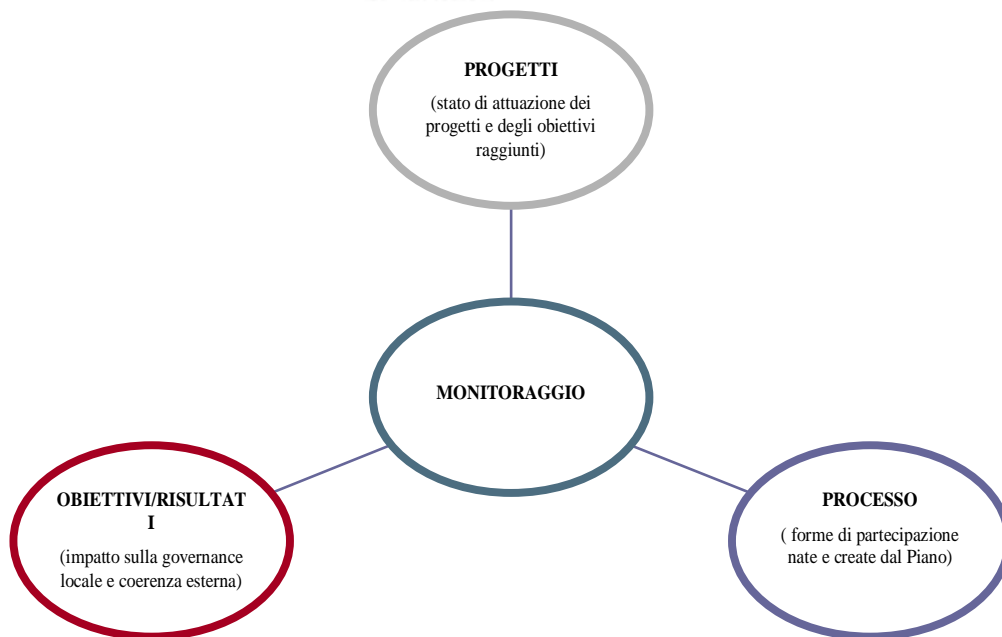 PROGETTI
(stato di attuazione dei
progetti e degli obiettivi
raggiunti)
MONITORAGGIO
OBIETTIVI/RISULTAT
I
(impatto sulla governance
locale e coerenza esterna)
PROCESSO
( forme di partecipazione
nate e create dal Piano)